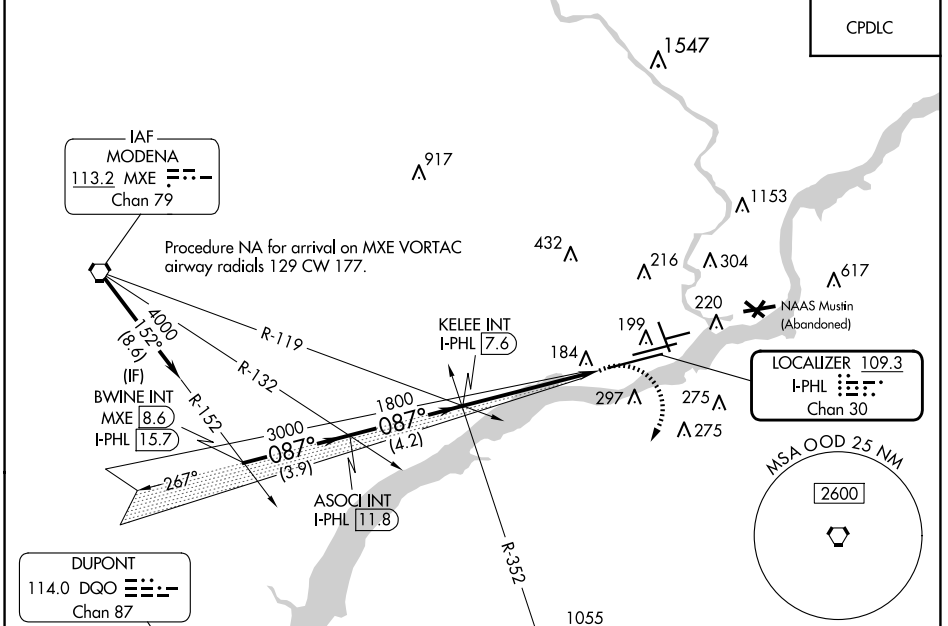 CPDLC
1547
IAF
MODENA
113.2 MXE
Chan 79
917
1153
Procedure NA for arrival on MXE VORTAC
airway radials 129 CW 177.
432
216
304
617
4000
152°
(8.6)
(IF)
R-119
R-132
R-152
KELEE INT
I-PHL 7.6
199
220
NAAS Mustin
(Abandoned)
184
LOCALIZER 109.3
I-PHL
Chan 30
BWINE INT
MXE 8.6
I-PHL 15.7
1800
3000
087°
(4.2)
087°
(3.9)
297
275
275
267°
ASOCI INT
I-PHL 11.8
MSA OOD 25 NM
2600
R-352
DUPONT
114.0 DQO
Chan 87
1055